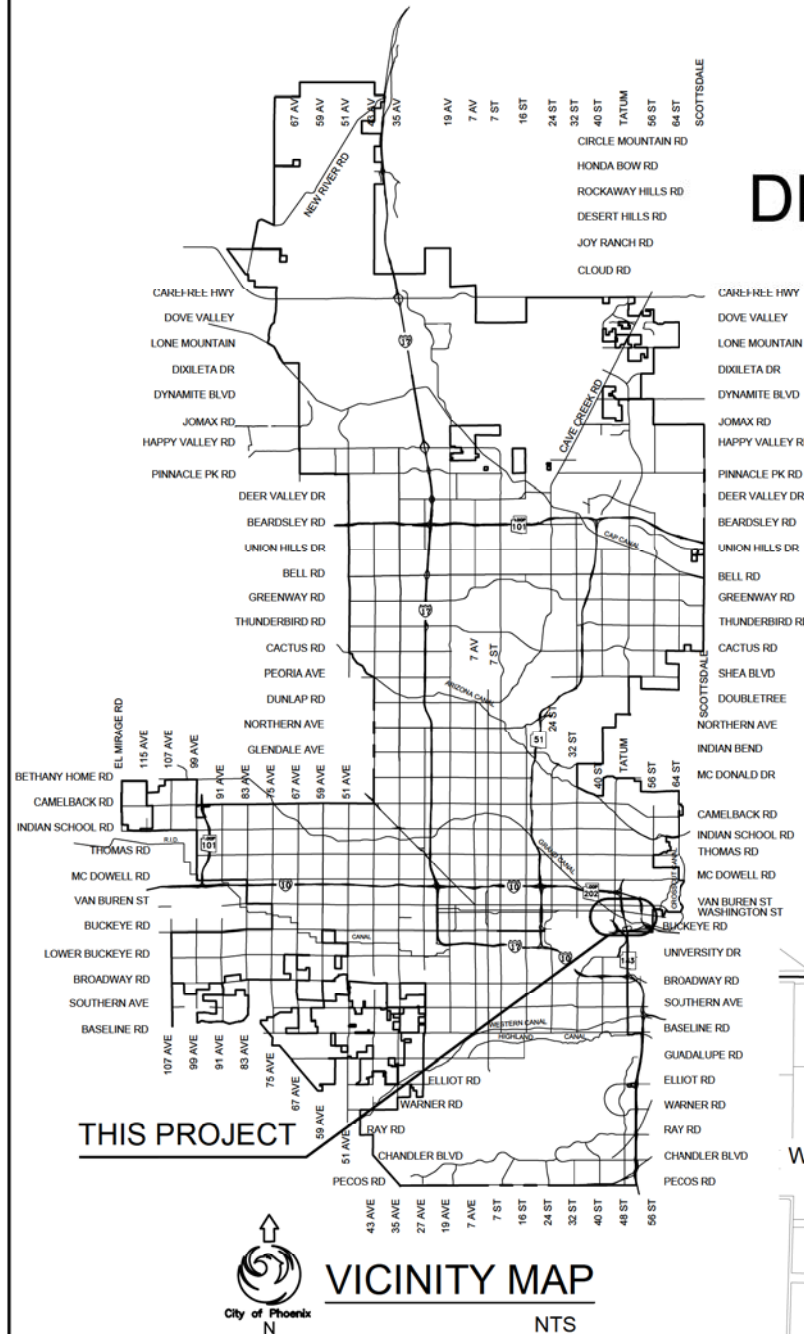 67 AV
59 AV
51 AV
43 AV
35 AV
19 AV
7 AV
7 ST
16 ST
24 ST
32 ST
40 ST
TATUM
56 ST
64 ST
SCOTTSDALE
CIRCLE MOUNTAIN RD
HONDA BOW RD
ROCKAWAY HILLS RD
DESERT HILLS RD
JOY RANCH RD
CLOUD RD
NEW RIVER RD
CAREFREE HWY
DOVE VALLEY
LONE MOUNTAIN
DIXILETA DR
DYNAMITE BLVD
JOMAX RD
HAPPY VALLEY RD
PINNACLE PK RD
DEER VALLEY DR
BEARDSLEY RD
UNION HILLS DR
BELL RD
GREENWAY RD
THUNDERBIRD RD
CACTUS RD
PEORIA AVE
DUNLAP RD
NORTHERN AVE
GLENDALE AVE
17
CAVE CREEK RD
LOOP
101
CAP CANAL
17
7 AV
7 ST
ARIZONA CANAL
51
24 ST
32 ST
40 ST
TATUM
56 ST
64 ST
SCOTTSDALE
CAREFREE HWY
DOVE VALLEY
LONE MOUNTAIN
DIXILETA DR
DYNAMITE BLVD
JOMAX RD
HAPPY VALLEY R
PINNACLE PK RD
DEER VALLEY DR
BEARDSLEY RD
UNION HILLS DR
BELL RD
GREENWAY RD
THUNDERBIRD RD
CACTUS RD
SHEA BLVD
DOUBLETREE
NORTHERN AVE
INDIAN BEND
MC DONALD DR
CAMELBACK RD
INDIAN SCHOOL RD
THOMAS RD
MC DOWELL RD
VAN BUREN ST
WASHINGTON ST
BUCKEYE RD
UNIVERSITY DR
BROADWAY RD
SOUTHERN AVE
BASELINE RD
GUADALUPE RD
ELLIOT RD
WARNER RD
RAY RD
CHANDLER BLVD
PECOS RD
EL MIRAGE RD
115 AVE
107 AVE
99 AVE
91 AVE
83 AVE
75 AVE
67 AVE
59 AVE
51 AVE
BETHANY HOME RD
CAMELBACK RD
INDIAN SCHOOL RD
THOMAS RD
MC DOWELL RD
VAN BUREN ST
BUCKEYE RD
LOWER BUCKEYE RD
BROADWAY RD
SOUTHERN AVE
BASELINE RD
R.I.D.
LOOP
101
10
10
GRAND CANAL
LOOP
202
CROSSCUT CANAL
CANAL
17
10
143
WESTERN CANAL
HIGHLAND CANAL
107 AVE
99 AVE
91 AVE
83 AVE
75 AVE
67 AVE
59 AVE
51 AVE
ELLIOT RD
WARNER RD
RAY RD
CHANDLER BLVD
PECOS RD
THIS PROJECT
43 AVE
35 AVE
27 AVE
19 AVE
7 AVE
7 ST
16 ST
24 ST
32 ST
40 ST
48 ST
56 ST
City of Phoenix
N
VICINITY MAP
NTS
W